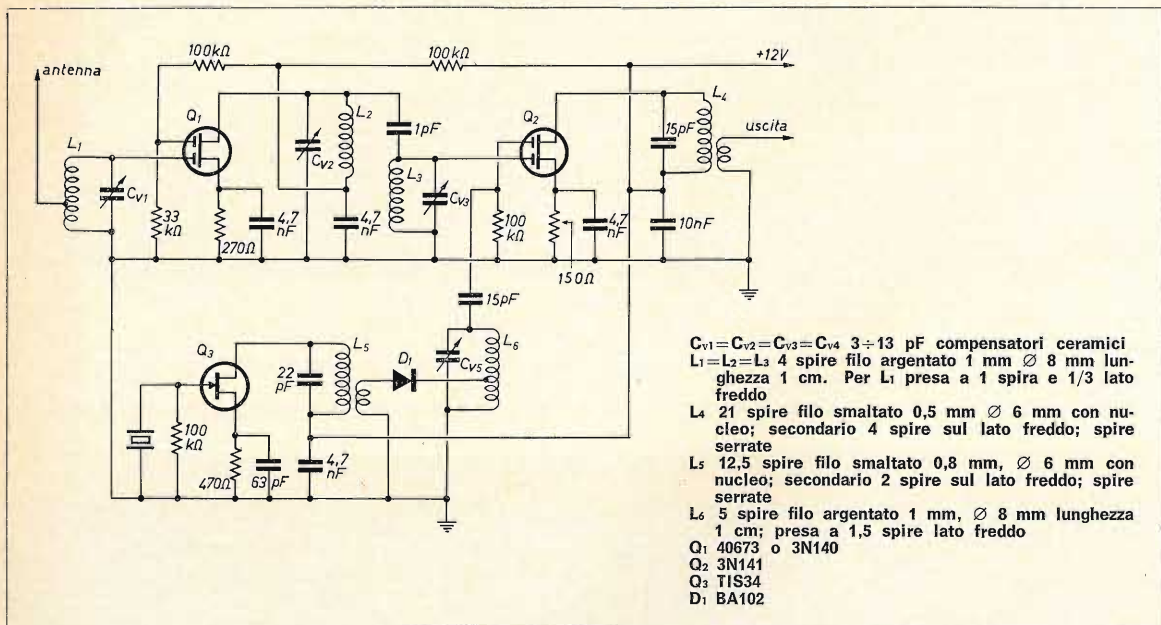 100kΩ
100kΩ
+12V
antenna
Q1
L2
Q2
L4
15pF
uscita
1pF
L1
Cv2
Cv1
L3
Cv3
33
kΩ
4,7
nF
4,7
nF
100
kΩ
4,7
nF
10nF
270Ω
150Ω
15pF
Q3
L5
D1
L6
22
pF
Cv5
100
kΩ
4,7
nF
470Ω
63pF
Cv1=Cv2=Cv3=Cv4 3÷13 pF compensatori ceramici
L1=L2=L3 4 spire filo argentato 1 mm Ø 8 mm lun-
ghezza 1 cm. Per L1 presa a 1 spira e 1/3 lato
freddo
L4 21 spire filo smaltato 0,5 mm Ø 6 mm con nu-
cleo; secondario 4 spire sul lato freddo; spire
serrate
L5 12,5 spire filo smaltato 0,8 mm, Ø 6 mm con
nucleo; secondario 2 spire sul lato freddo; spire
serrate
L6 5 spire filo argentato 1 mm, Ø 8 mm lunghezza
1 cm; presa a 1,5 spire lato freddo
Q1 40673 o 3N140
Q2 3N141
Q3 TIS34
D1 BA102